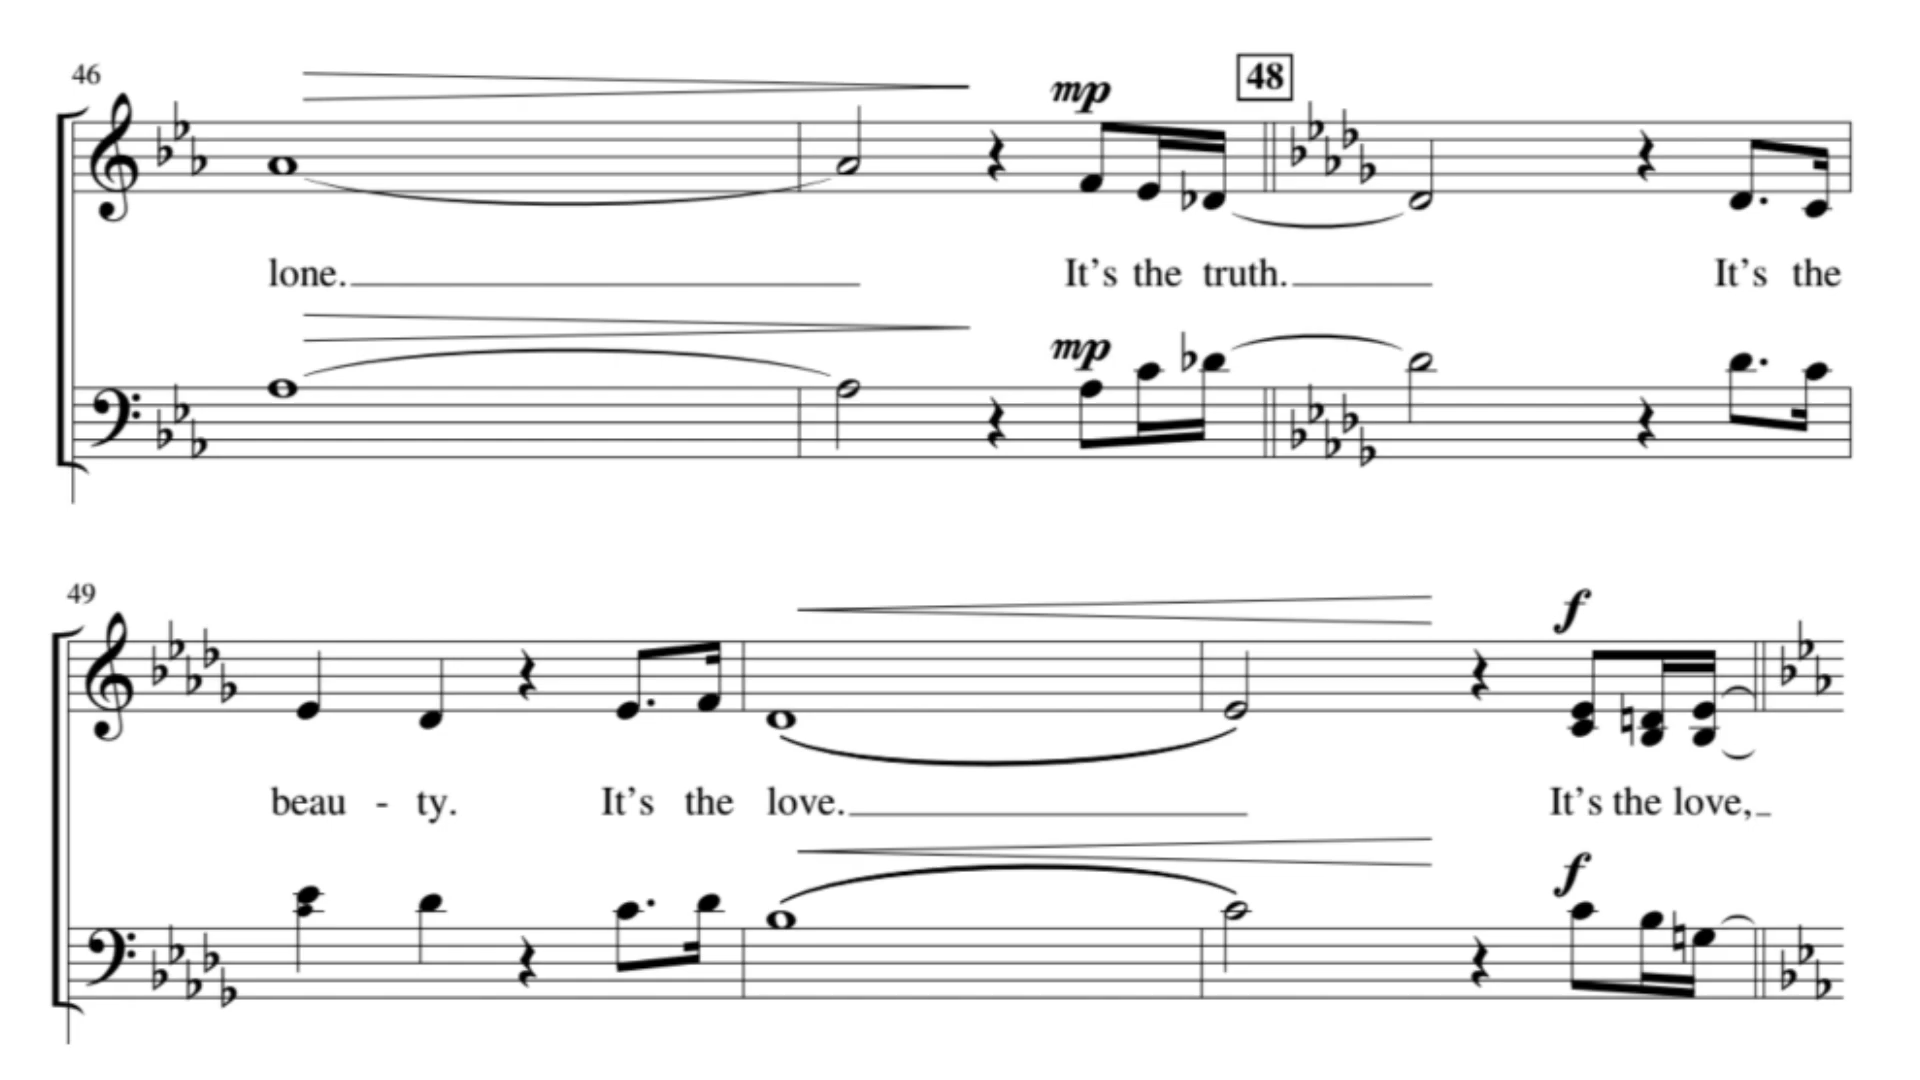 46
mp
48
lone. It's the truth. It's the
mp
49
f
beau - ty. It's the love. It's the love,
f